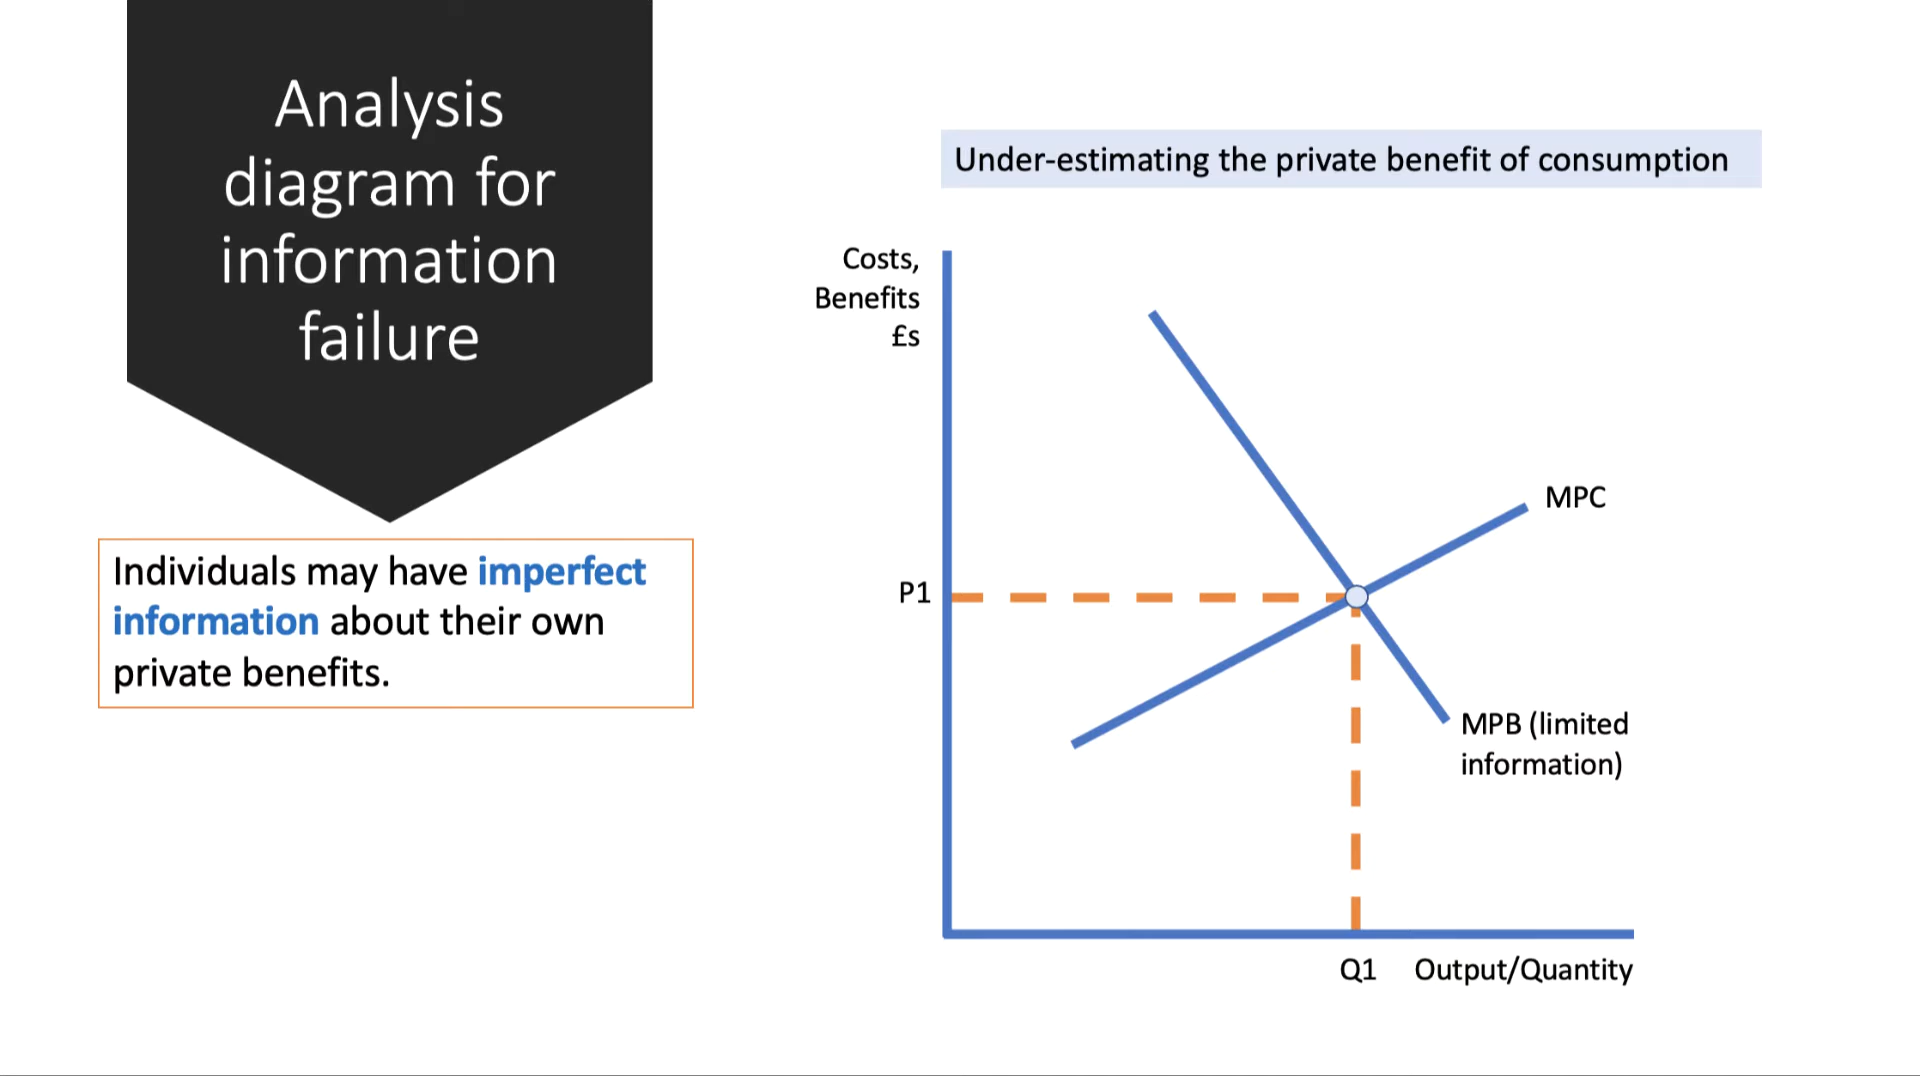 Analysis
diagram for
information
failure
Individuals may have imperfect
information about their own
private benefits.
Under-estimating the private benefit of consumption
Costs,
Benefits
£s
MPC
P1
MPB (limited
information)
Q1
Output/Quantity